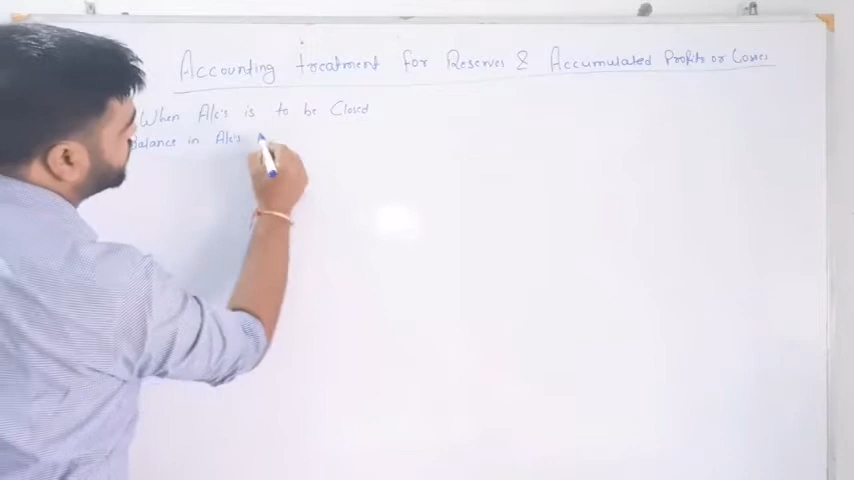 Accounting treatment for Reserves & Accumulated Profits or Losses
When A/c's is to be Closed
Balance in A/c's